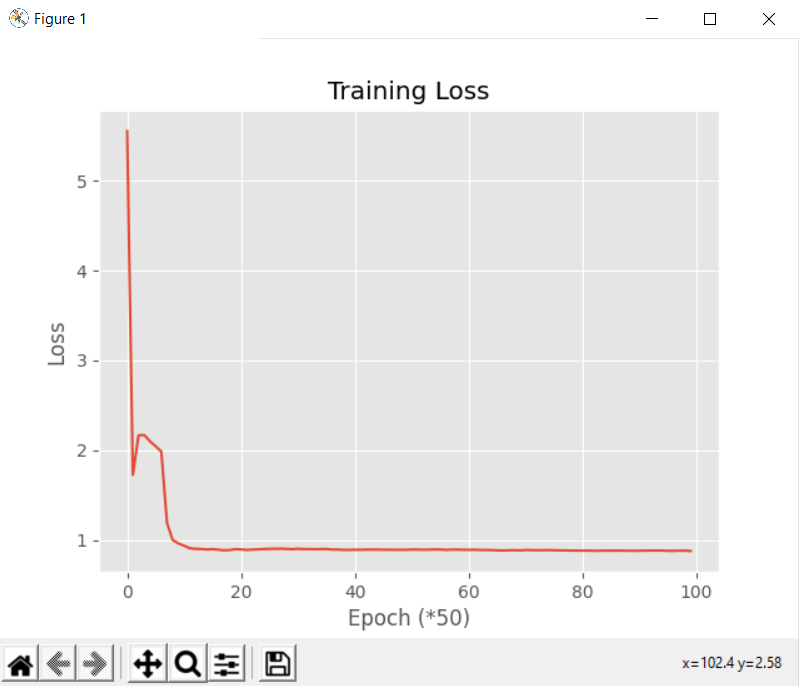 Figure 1
Training Loss
5
4
3
2
1
Loss
0 20 40 60 80 100
Epoch (*50)
x=102.4 y=2.58